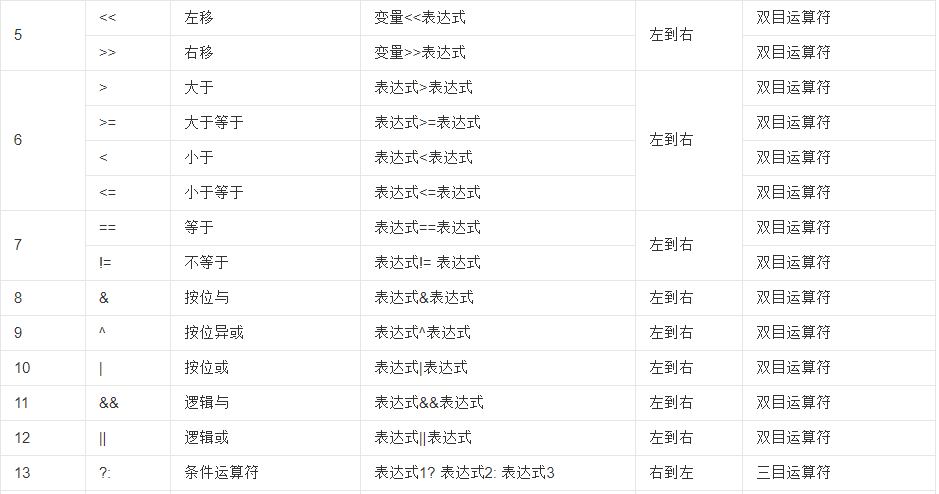 5 << 左移 变量<<表达式 左到右 双目运算符
>> 右移 变量>>表达式 双目运算符
6 > 大于 表达式>表达式 左到右 双目运算符
>= 大于等于 表达式>=表达式 双目运算符
< 小于 表达式<表达式 双目运算符
<= 小于等于 表达式<=表达式 双目运算符
7 == 等于 表达式==表达式 左到右 双目运算符
!= 不等于 表达式!= 表达式 双目运算符
8 & 按位与 表达式&表达式 左到右 双目运算符
9 ^ 按位异或 表达式^表达式 左到右 双目运算符
10 | 按位或 表达式|表达式 左到右 双目运算符
11 && 逻辑与 表达式&&表达式 左到右 双目运算符
12 || 逻辑或 表达式||表达式 左到右 双目运算符
13 ?: 条件运算符 表达式1? 表达式2: 表达式3 右到左 三目运算符